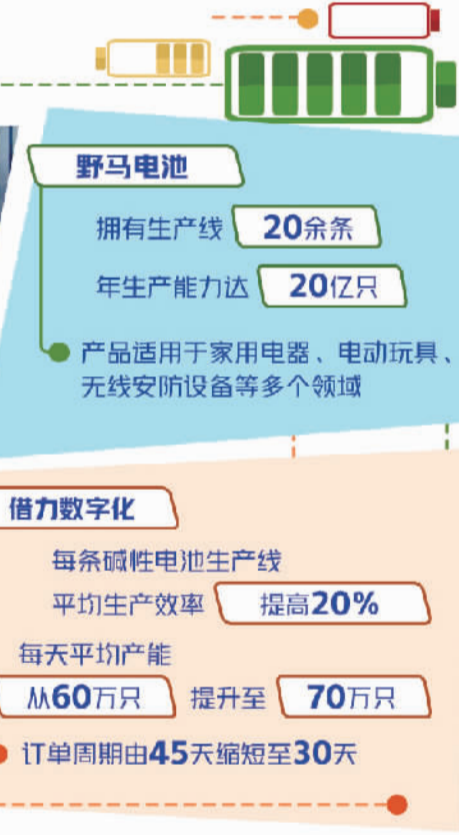 野马电池
拥有生产线 20余条
年生产能力达 20亿只
产品适用于家用电器、电动玩具、
无线安防设备等多个领域
借力数字化
每条碱性电池生产线
平均生产效率 提高20%
每天平均产能
从60万只 提升至 70万只
订单周期由45天缩短至30天